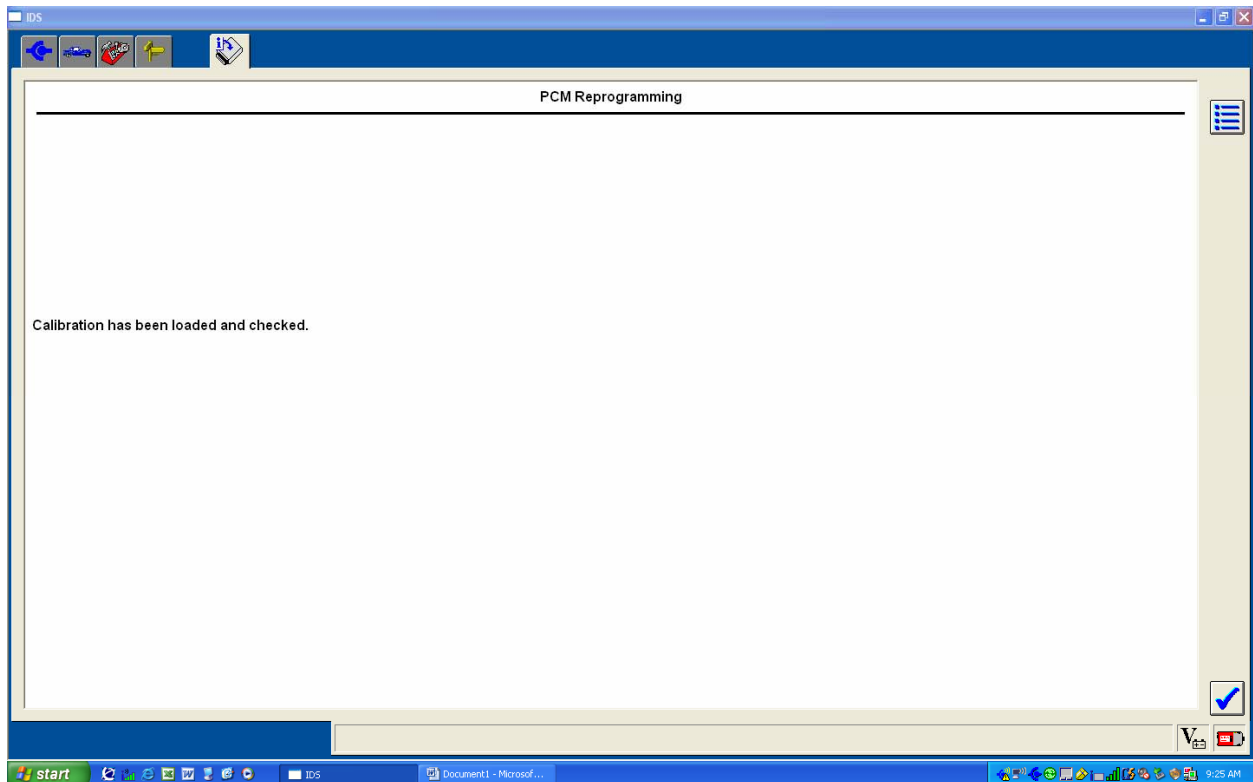 IDS
PCM Reprogramming
Calibration has been loaded and checked.
start
IDS
Document1 - Microsof...
9:25 AM